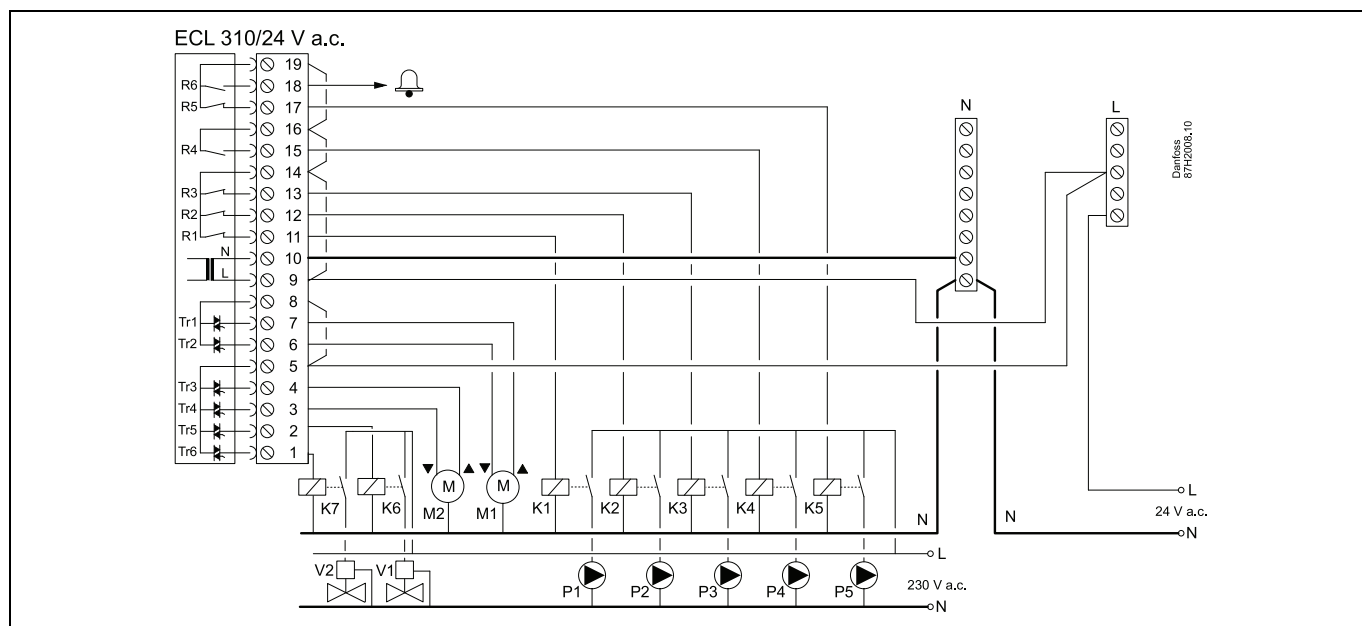 ECL 310/24 V a.c.
19
R6 18
R5 17
16
R4 15
14
R3 13
R2 12
R1 11
N 10
L 9
8
Tr1 7
Tr2 6
5
Tr3 4
Tr4 3
Tr5 2
Tr6 1
N
L
Danfoss
87H2008.10
M M
K7 K6 M2 M1 K1 K2 K3 K4 K5
N N
L
24 V a.c.
N
L
V2 V1 P1 P2 P3 P4 P5
230 V a.c.
N